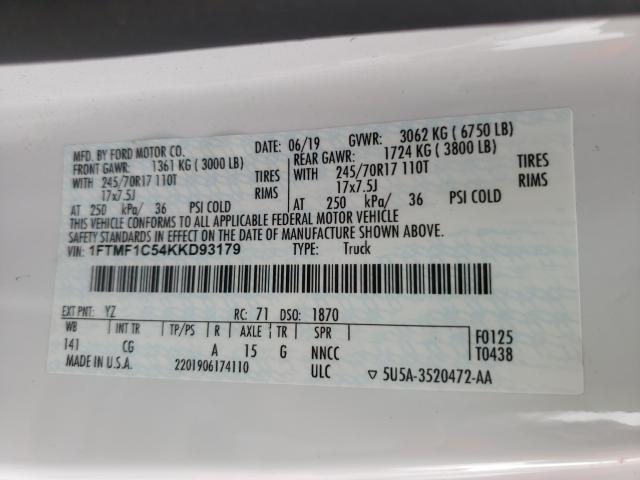 MFD. BY FORD MOTOR CO. DATE: 06/19 GVWR: 3062 KG ( 6750 LB)
FRONT GAWR: 1361 KG ( 3000 LB) REAR GAWR: 1724 KG ( 3800 LB)
WITH 245/70R17 110T TIRES WITH 245/70R17 110T TIRES
17x7.5J RIMS 17x7.5J RIMS
AT 250 kPa/ 36 PSI COLD AT 250 kPa/ 36 PSI COLD
THIS VEHICLE CONFORMS TO ALL APPLICABLE FEDERAL MOTOR VEHICLE
SAFETY STANDARDS IN EFFECT ON THE DATE OF MANUFACTURE SHOWN ABOVE.
VIN: 1FTMF1C54KKD93179 TYPE: Truck
EXT PNT: YZ RC: 71 DSO: 1870
WB INT TR TP/PS R AXLE TR SPR F0125
141 CG A 15 G NNCC T0438
MADE IN U.S.A. 2201906174110 ULC ▽ 5U5A-3520472-AA